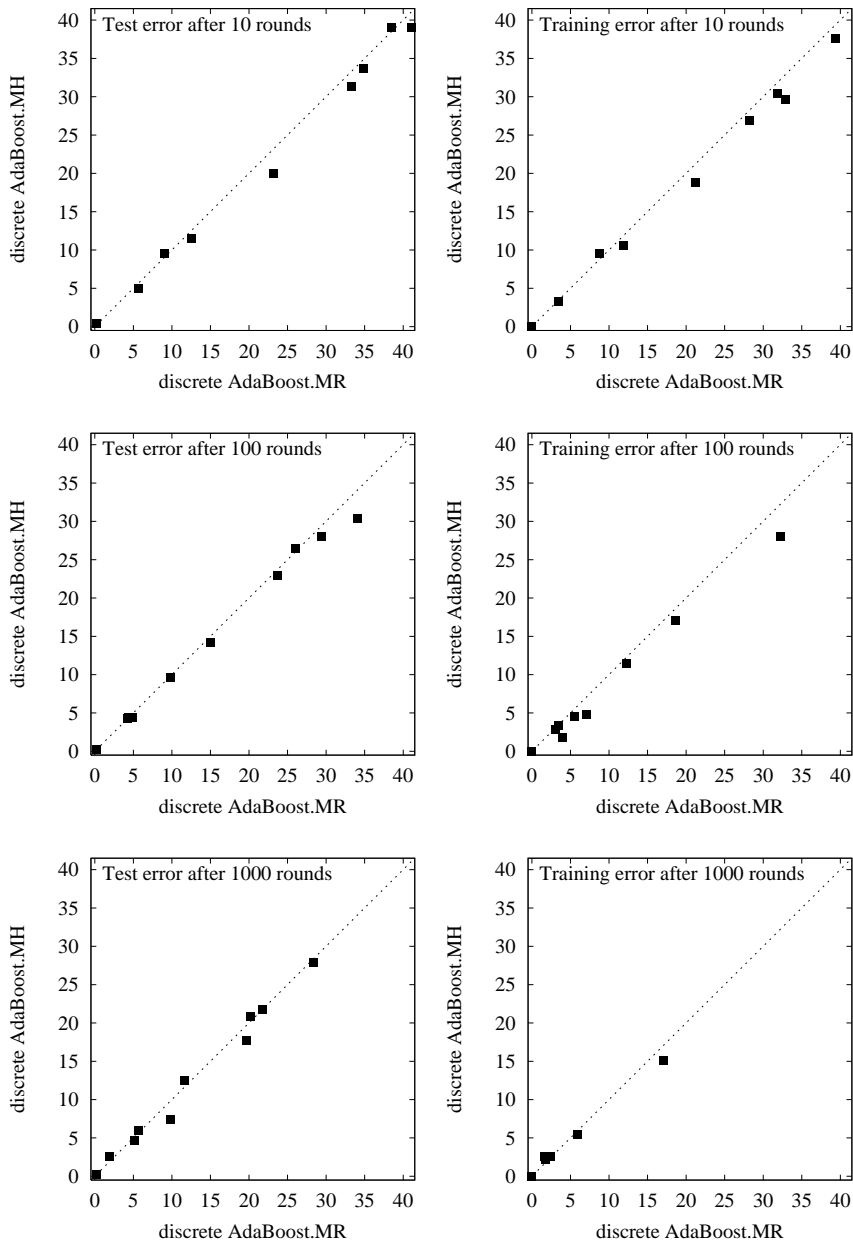 Test error after 10 rounds
40
35
30
25
20
15
10
5
0
discrete AdaBoost.MH
0 5 10 15 20 25 30 35 40
discrete AdaBoost.MR
Training error after 10 rounds
40
35
30
25
20
15
10
5
0
discrete AdaBoost.MH
0 5 10 15 20 25 30 35 40
discrete AdaBoost.MR
Test error after 100 rounds
40
35
30
25
20
15
10
5
0
discrete AdaBoost.MH
0 5 10 15 20 25 30 35 40
discrete AdaBoost.MR
Training error after 100 rounds
40
35
30
25
20
15
10
5
0
discrete AdaBoost.MH
0 5 10 15 20 25 30 35 40
discrete AdaBoost.MR
Test error after 1000 rounds
40
35
30
25
20
15
10
5
0
discrete AdaBoost.MH
0 5 10 15 20 25 30 35 40
discrete AdaBoost.MR
Training error after 1000 rounds
40
35
30
25
20
15
10
5
0
discrete AdaBoost.MH
0 5 10 15 20 25 30 35 40
discrete AdaBoost.MR